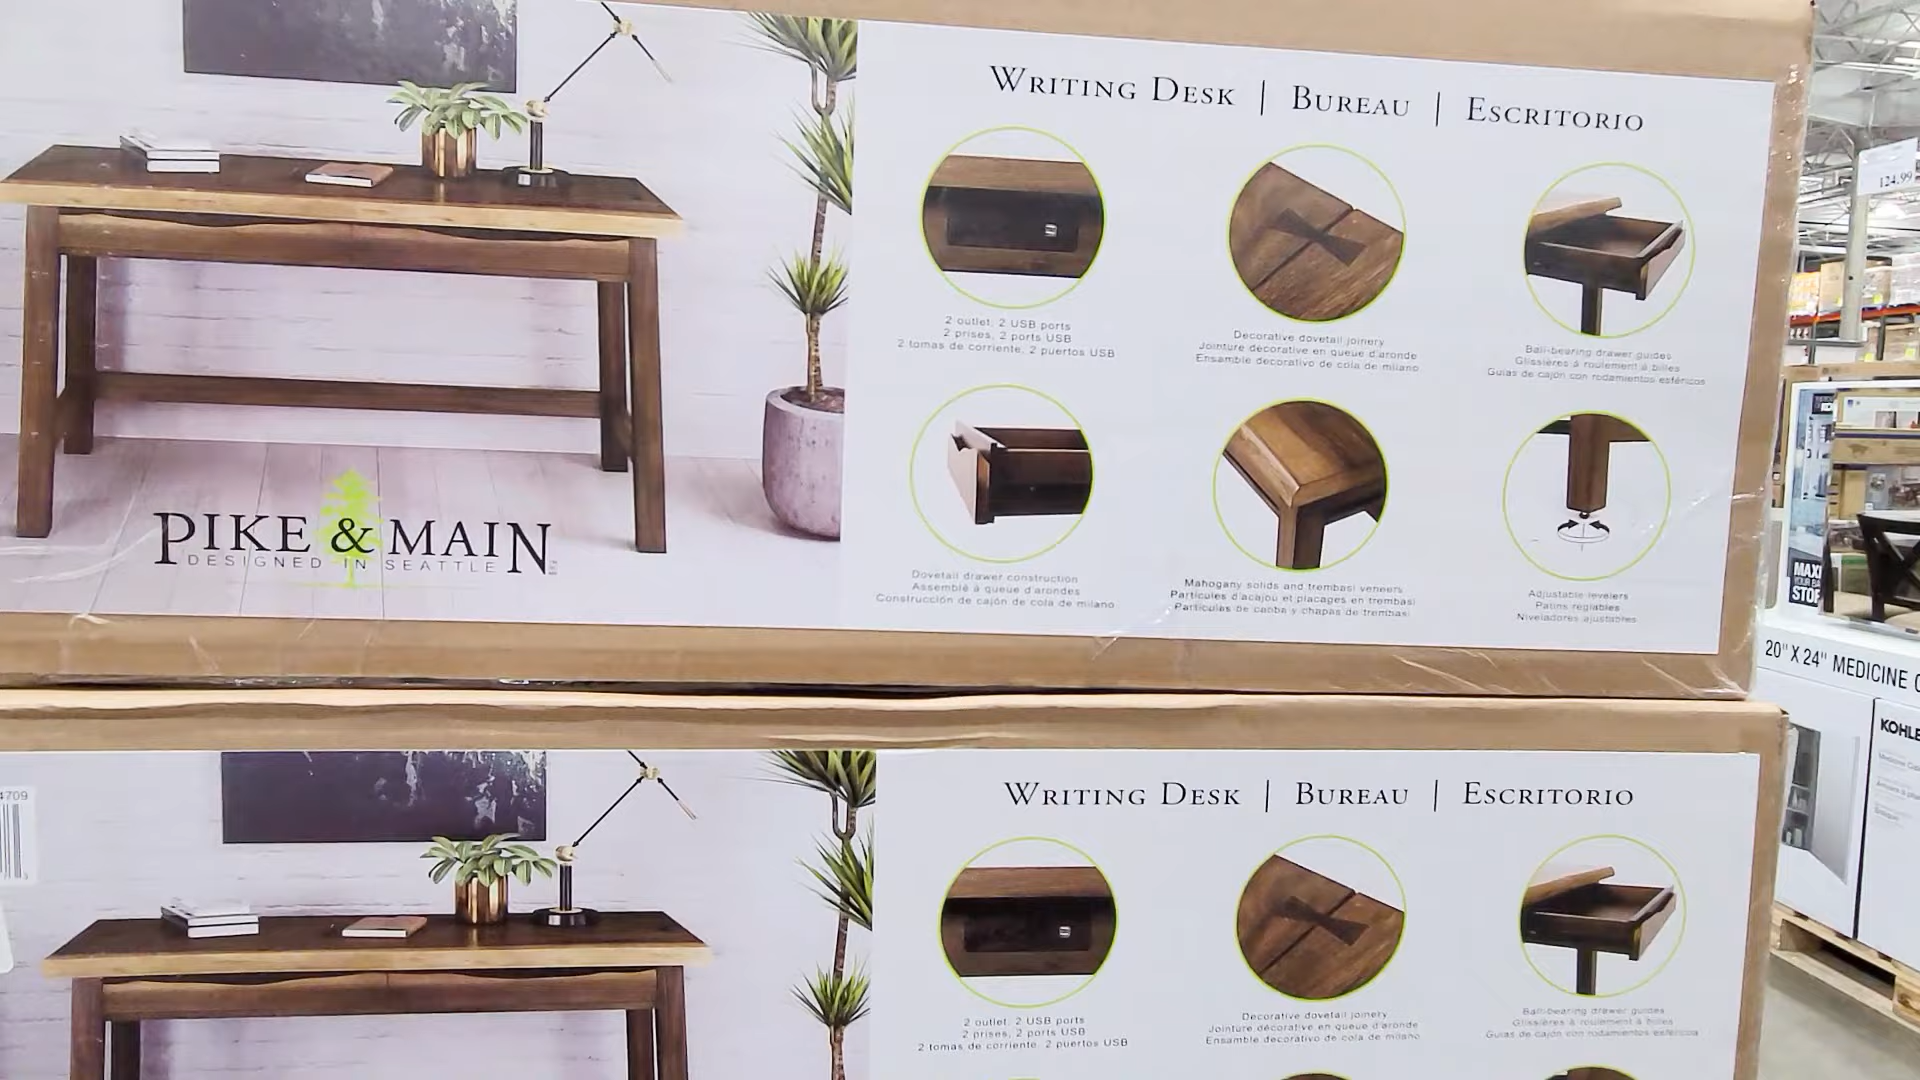 WRITING DESK | BUREAU | ESCRITORIO
2 outlet, 2 USB ports
2 prises, 2 ports USB
2 tomas de corriente, 2 puertos USB
Decorative dovetail joinery
Jointure décorative en queue d'aronde
Ensamble decorativo de cola de milano
Ball-bearing drawer guides
Glissières à roulement à billes
Guías de cajón con rodamientos esféricos
Dovetail drawer construction
Assemblé à queue d'arondes
Construcción de cajón de cola de milano
Mahogany solids and trembasi veneers
Particules d'acajou et placages en trembasi
Particulas de caoba y chapas de trembasi
Adjustable levelers
Patins réglables
Niveladores ajustables
PIKE & MAIN
DESIGNED IN SEATTLE
124.99
20" X 24" MEDICINE
KOHLE
4709
WRITING DESK | BUREAU | ESCRITORIO
2 outlet, 2 USB ports
2 prises, 2 ports USB
2 tomas de corriente, 2 puertos USB
Decorative dovetail joinery
Jointure décorative en queue d'aronde
Ensamble decorativo de cola de milano
Ball-bearing drawer guides
Glissières à roulement à billes
Guías de cajón con rodamientos esféricos